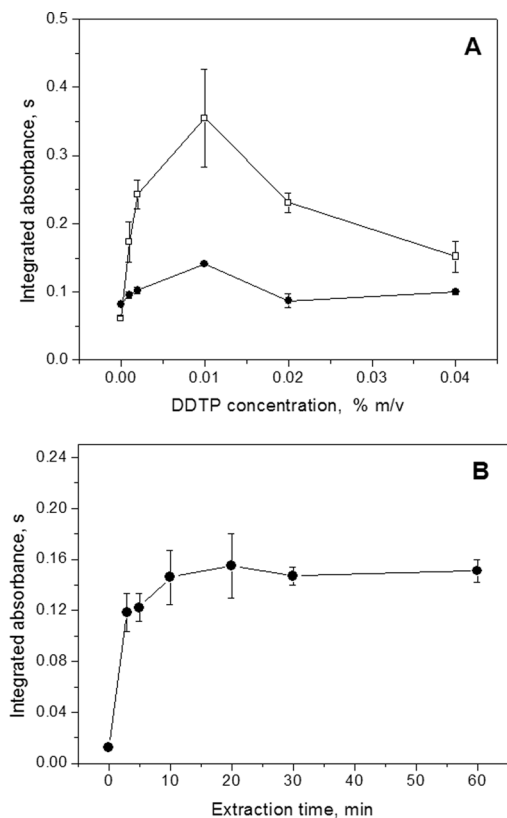 A
Integrated absorbance, s
0.5
0.4
0.3
0.2
0.1
0.0
0.00 0.01 0.02 0.03 0.04
DDTP concentration, % m/v
B
Integrated absorbance, s
0.24
0.20
0.16
0.12
0.08
0.04
0.00
0 10 20 30 40 50 60
Extraction time, min